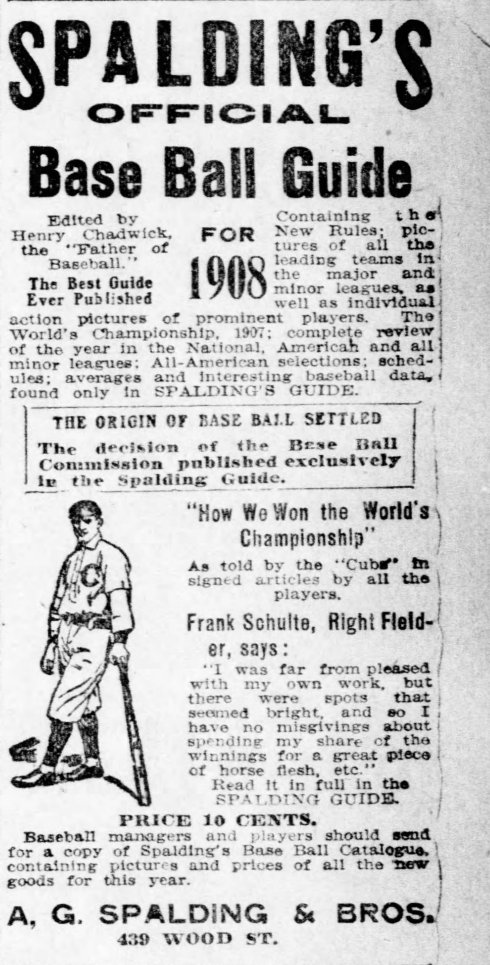 SPALDING'S
OFFICIAL
Base Ball Guide
Edited by
Henry Chadwick,
the "Father of
Baseball."
The Best Guide
Ever Published
FOR
1908
Containing the
New Rules; pic-
tures of all the
leading teams in
the major and
minor leagues, as
well as individual
action pictures of prominent players. The
World's Championship, 1907; complete review
of the year in the National, American and all
minor leagues; All-American selections; sched-
ules; averages and interesting baseball data,
found only in SPALDING'S GUIDE.
THE ORIGIN OF BASE BALL SETTLED
The decision of the Base Ball
Commission published exclusively
in the Spalding Guide.
"How We Won the World's
Championship"
As told by the "Cubs" in
signed articles by all the
players.
Frank Schulte, Right Field-
er, says:
"I was far from pleased
with my own work, but
there were spots that
seemed bright, and so I
have no misgivings about
spending my share of the
winnings for a great piece
of horse flesh, etc."
Read it in full in the
SPALDING GUIDE.
PRICE 10 CENTS.
Baseball managers and players should send
for a copy of Spalding's Base Ball Catalogue,
containing pictures and prices of all the new
goods for this year.
A. G. SPALDING & BROS.
439 WOOD ST.
C